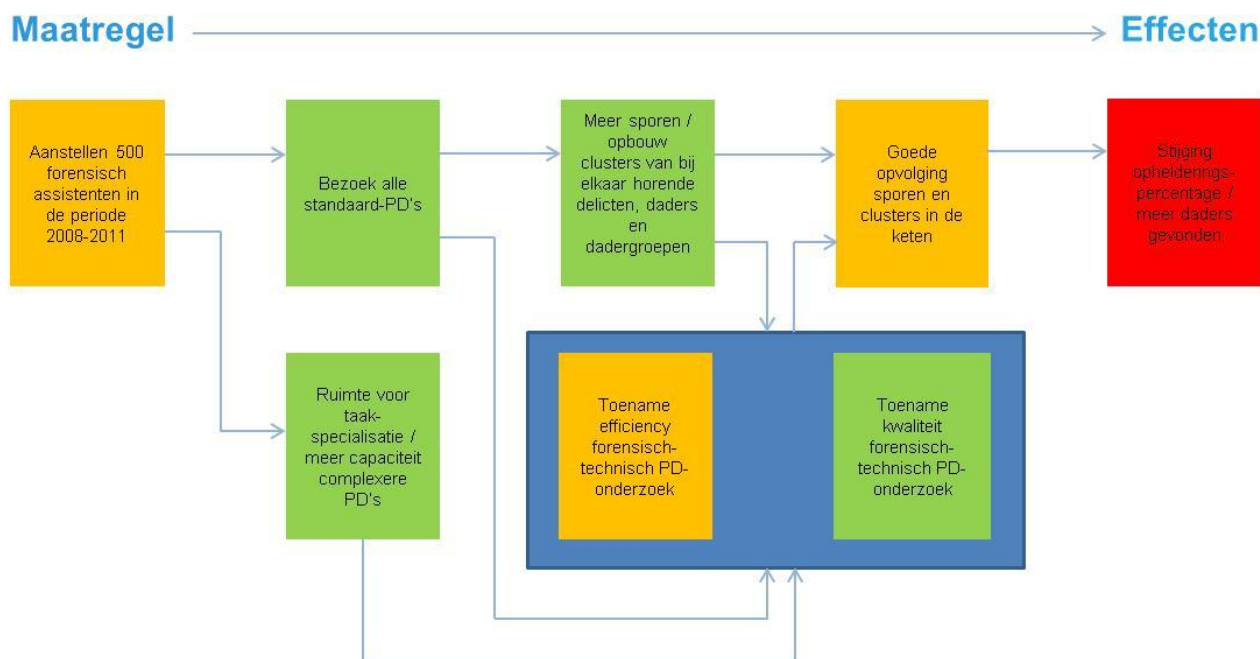 Maatregel
Effecten
Aanstellen 500
forensisch
assistenten in
de periode
2008-2011
Bezoek alle
standaard-PD's
Meer sporen /
opbouw
clusters van bij
elkaar horende
delicten, daders
en
dadergroepen
Goede
opvolging
sporen en
clusters in de
keten
Stijging
ophelderings-
percentage /
meer daders
gevonden
Ruimte voor
taak-
specialisatie /
meer capaciteit
complexere
PD's
Toename
efficiency
forensisch-
technisch PD-
onderzoek
Toename
kwaliteit
forensisch-
technisch PD-
onderzoek